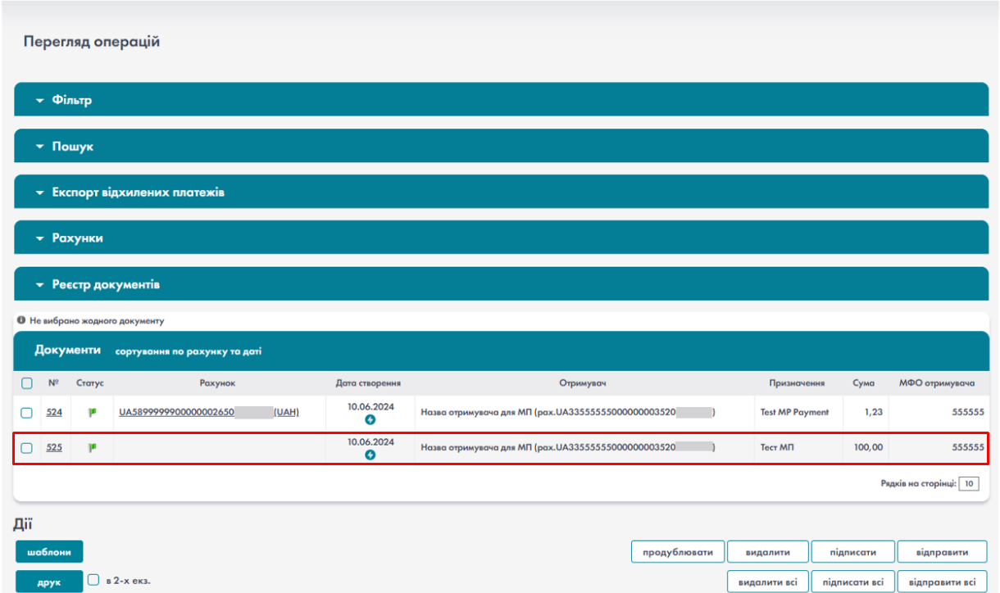 Перегляд операцій
Фільтр
Пошук
Експорт відхилених платежів
Рахунки
Реєстр документів
Не вибрано жодного документу
Документи сортування по рахунку та даті
№ Статус Рахунок Дата створення Отримувач Призначення Сума МФО отримувача
524 UA5899999900000002650 (UAH) 10.06.2024 Назва отримувача для МП (рах.UA33555555000000003520 ) Test MP Payment 1,23 555555
525 10.06.2024 Назва отримувача для МП (рах.UA33555555000000003520 ) Тест МП 100,00 555555
Рядків на сторінці: 10
Дії
шаблони продублювати видалити підписати відправити
друк в 2-х екз. видалити всі підписати всі відправити всі